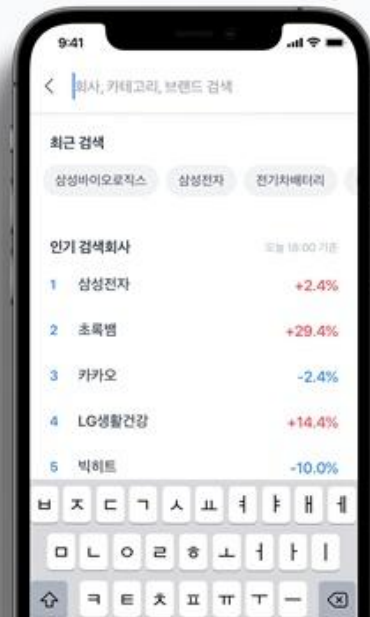 9:41
회사, 카테고리, 브랜드 검색
최근 검색
삼성바이오로직스 삼성전자 전기차배터리
인기 검색회사 오늘 18:00 기준
1 삼성전자 +2.4%
2 초록뱀 +29.4%
3 카카오 -2.4%
4 LG생활건강 +14.4%
5 빅히트 -10.0%
ㅂ ㅈ ㄷ ㄱ ㅅ ㅛ ㅕ ㅑ ㅐ ㅔ
ㅁ ㄴ ㅇ ㄹ ㅎ ㅗ ㅓ ㅏ ㅣ
ㅋ ㅌ ㅊ ㅍ ㅠ ㅜ ㅡ